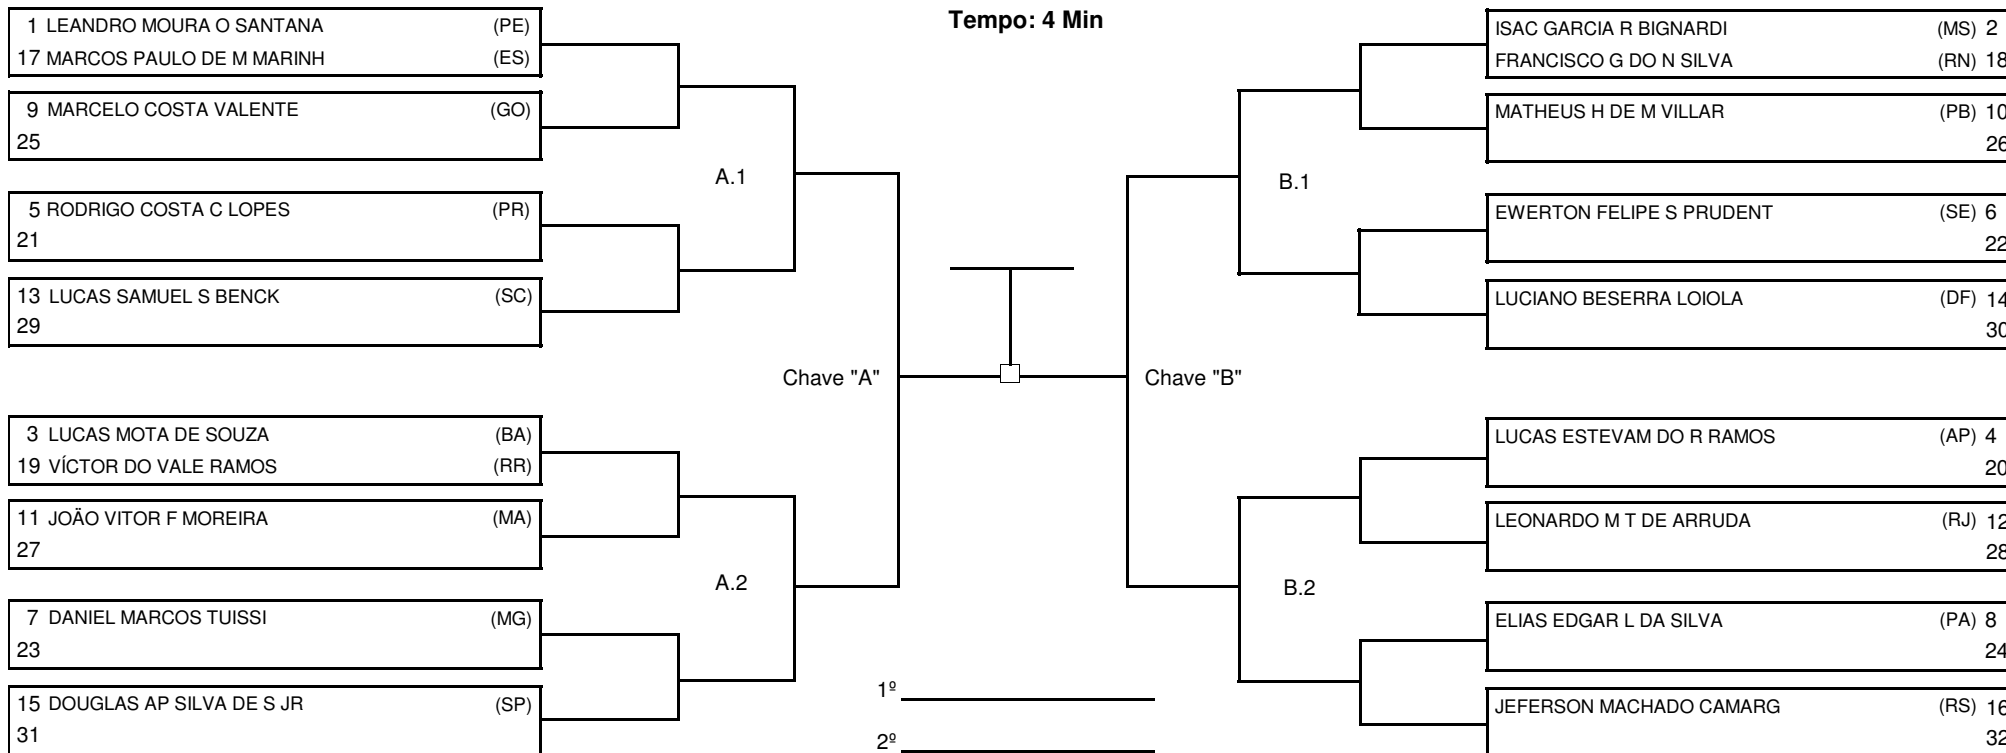 Tempo: 4 Min
1 LEANDRO MOURA O SANTANA (PE)
17 MARCOS PAULO DE M MARINH (ES)
9 MARCELO COSTA VALENTE (GO)
25
A.1
5 RODRIGO COSTA C LOPES (PR)
21
13 LUCAS SAMUEL S BENCK (SC)
29
Chave "A"
3 LUCAS MOTA DE SOUZA (BA)
19 VÍCTOR DO VALE RAMOS (RR)
11 JOÃO VITOR F MOREIRA (MA)
27
A.2
7 DANIEL MARCOS TUISSI (MG)
23
15 DOUGLAS AP SILVA DE S JR (SP)
31
1º
2º
ISAC GARCIA R BIGNARDI (MS) 2
FRANCISCO G DO N SILVA (RN) 18
MATHEUS H DE M VILLAR (PB) 10
26
B.1
EWERTON FELIPE S PRUDENT (SE) 6
22
LUCIANO BESERRA LOIOLA (DF) 14
30
Chave "B"
LUCAS ESTEVAM DO R RAMOS (AP) 4
20
LEONARDO M T DE ARRUDA (RJ) 12
28
B.2
ELIAS EDGAR L DA SILVA (PA) 8
24
JEFERSON MACHADO CAMARG (RS) 16
32